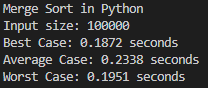 Merge Sort in Python
Input size: 100000
Best Case: 0.1872 seconds
Average Case: 0.2338 seconds
Worst Case: 0.1951 seconds